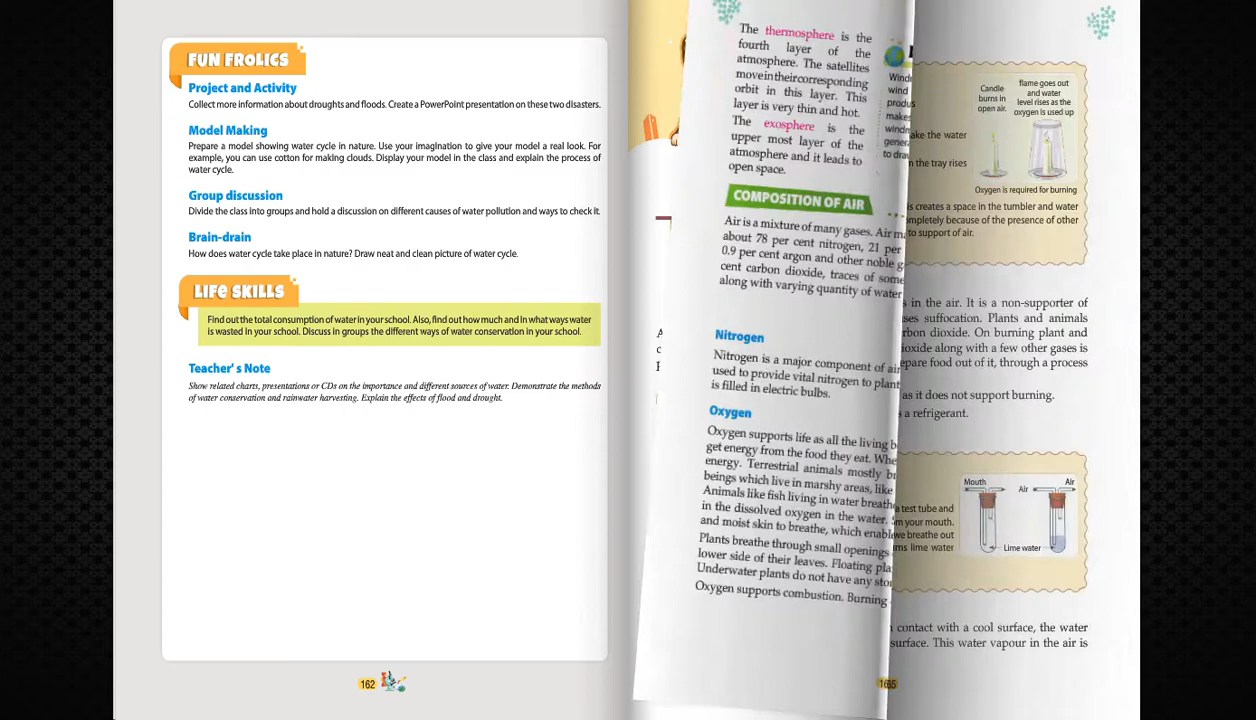 FUN FROLICS
Project and Activity
Collect more information about droughts and floods. Create a PowerPoint presentation on these two disasters.
Model Making
Prepare a model showing water cycle in nature. Use your imagination to give your model a real look. For
example, you can use cotton for making clouds. Display your model in the class and explain the process of
water cycle.
Group discussion
Divide the class into groups and hold a discussion on different causes of water pollution and ways to check it.
Brain-drain
How does water cycle take place in nature? Draw neat and clean picture of water cycle.
LIFE SKILLS
Find out the total consumption of water in your school. Also, find out how much and in what ways water
is wasted in your school. Discuss in groups the different ways of water conservation in your school.
Teacher's Note
Show related charts, presentations or CDs on the importance and different sources of water. Demonstrate the methods
of water conservation and rainwater harvesting. Explain the effects of flood and drought.
162
The thermosphere is the
fourth layer of the
atmosphere. The satellites
move in their corresponding
orbit in this layer. This
layer is very thin and hot.
The exosphere is the
upper most layer of the
atmosphere and it leads to
open space.
Wind
wind
produ
makes
windm
genera
to draw
COMPOSITION OF AIR
Air is a mixture of many gases. Air ma
about 78 per cent nitrogen, 21 per
0.9 per cent argon and other noble g
cent carbon dioxide, traces of some
along with varying quantity of water
Nitrogen
Nitrogen is a major component of air
used to provide vital nitrogen to plant
is filled in electric bulbs.
Oxygen
Oxygen supports life as all the living b
get energy from the food they eat. Whe
energy. Terrestrial animals mostly br
beings which live in marshy areas, like
Animals like fish living in water breathe
in the dissolved oxygen in the water.
and moist skin to breathe, which enable
Plants breathe through small openings
lower side of their leaves. Floating pla
Underwater plants do not have any sto
Oxygen supports combustion. Burning
Candle
burns in
open air.
flame goes out
and water
level rises as the
oxygen is used up
ake the water
n the tray rises
Oxygen is required for burning
is creates a space in the tumbler and water
mpletely because of the presence of other
to support of air.
s in the air. It is a non-supporter of
ses suffocation. Plants and animals
rbon dioxide. On burning plant and
ioxide along with a few other gases is
epare food out of it, through a process
as it does not support burning.
s a refrigerant.
Mouth
Air
Air
a test tube and
m your mouth.
we breathe out
rms lime water
Lime water
contact with a cool surface, the water
surface. This water vapour in the air is